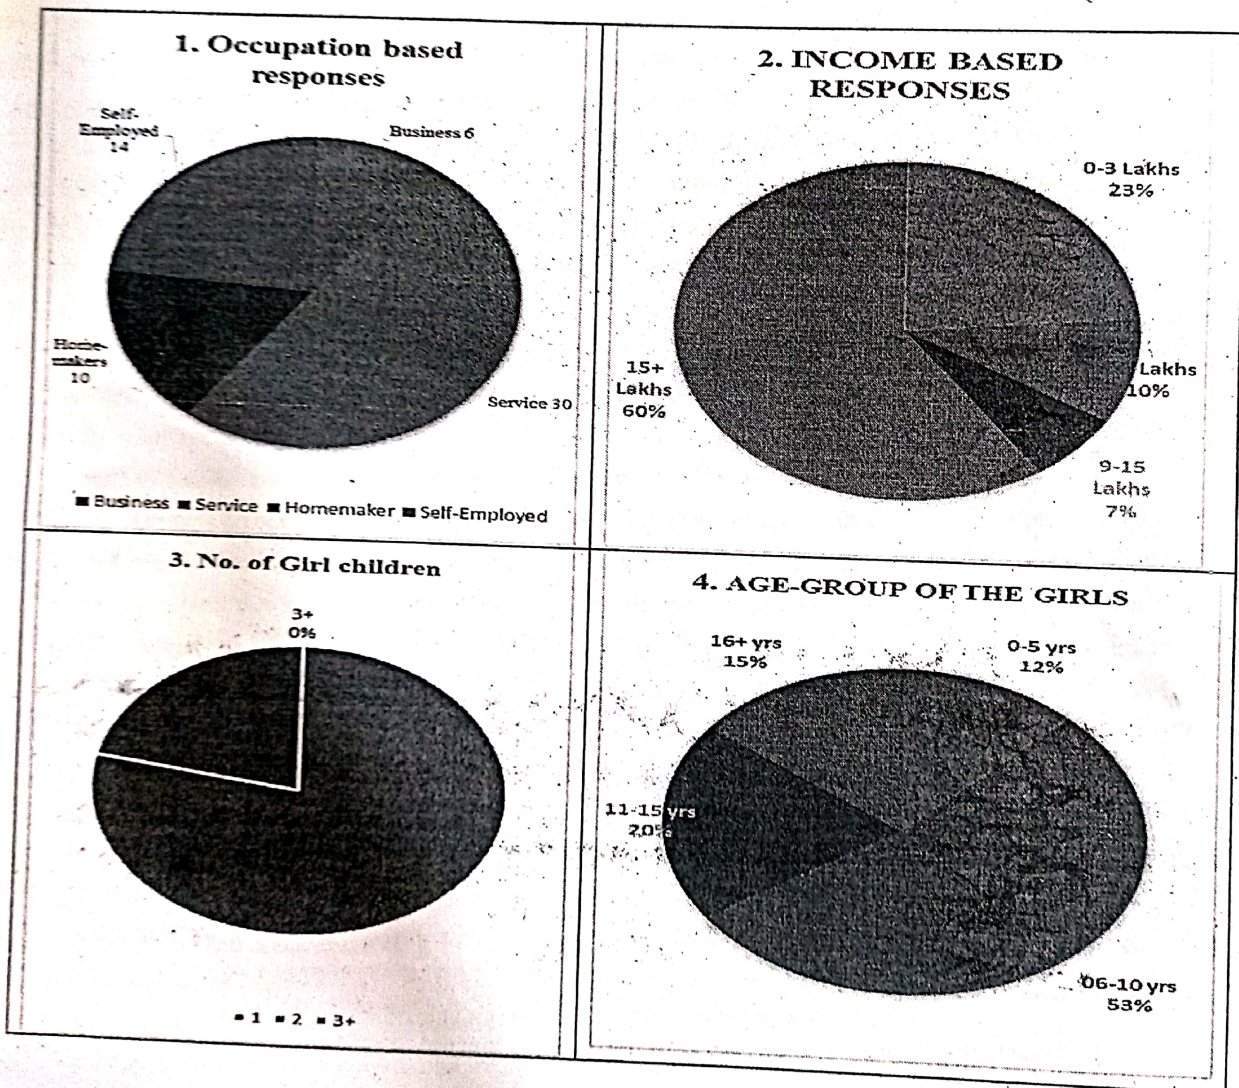 1. Occupation based
responses
Self-
Employed
14
Business 6
Home-
makers
10
Service 30
■ Business ■ Service ■ Homemaker ■ Self-Employed
2. INCOME BASED
RESPONSES
0-3 Lakhs
23%
Lakhs
10%
15+
Lakhs
60%
9-15
Lakhs
7%
3. No. of Girl children
3+
0%
■ 1 ■ 2 ■ 3+
4. AGE-GROUP OF THE GIRLS
16+ yrs
15%
0-5 yrs
12%
11-15 yrs
20%
06-10 yrs
53%